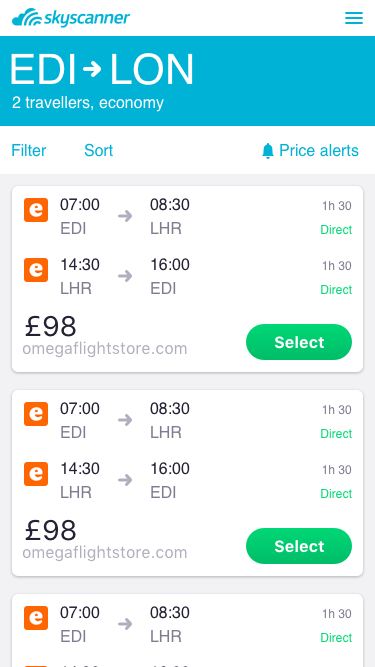 skyscanner
EDI→LON
2 travellers, economy
Filter Sort Price alerts
e 07:00 → 08:30 1h 30
EDI LHR Direct
e 14:30 → 16:00 1h 30
LHR EDI Direct
£98
omegaflightstore.com Select
e 07:00 → 08:30 1h 30
EDI LHR Direct
e 14:30 → 16:00 1h 30
LHR EDI Direct
£98
omegaflightstore.com Select
e 07:00 → 08:30 1h 30
EDI LHR Direct